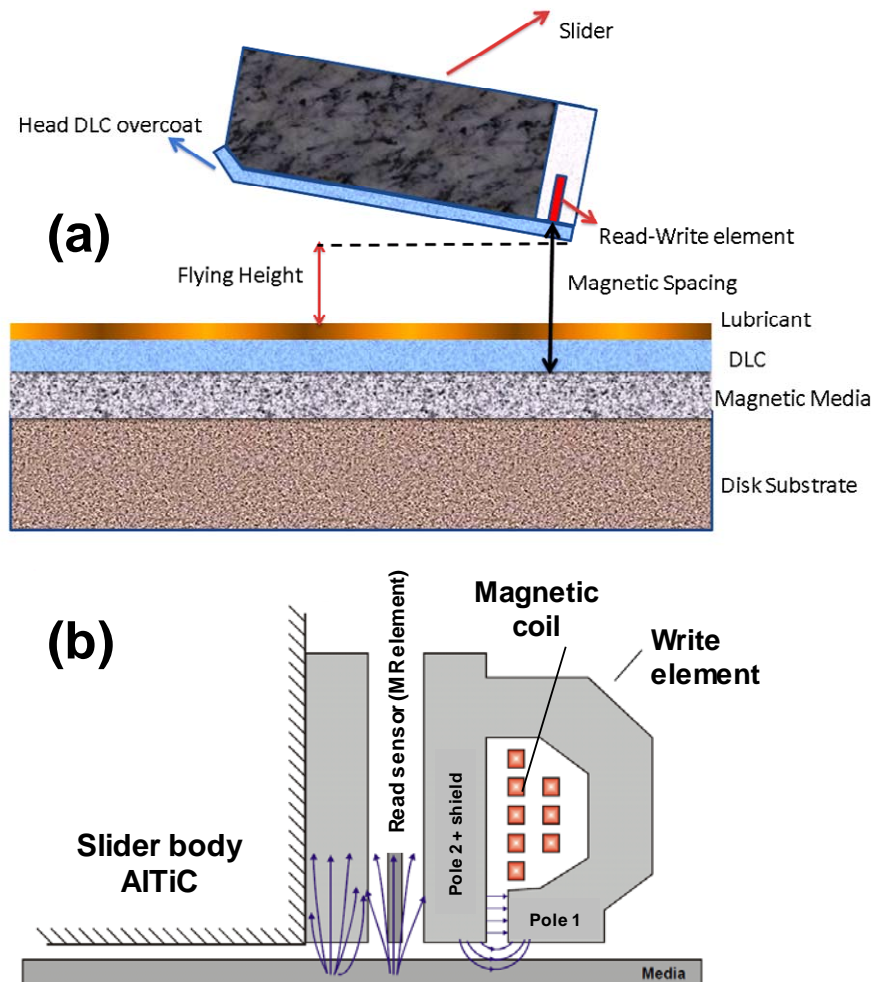 Slider
Head DLC overcoat
(a)
Read-Write element
Flying Height
Magnetic Spacing
Lubricant
DLC
Magnetic Media
Disk Substrate
(b)
Read sensor (MR element)
Magnetic
coil
Write
element
Slider body
AlTiC
Pole 2 + shield
Pole 1
Media